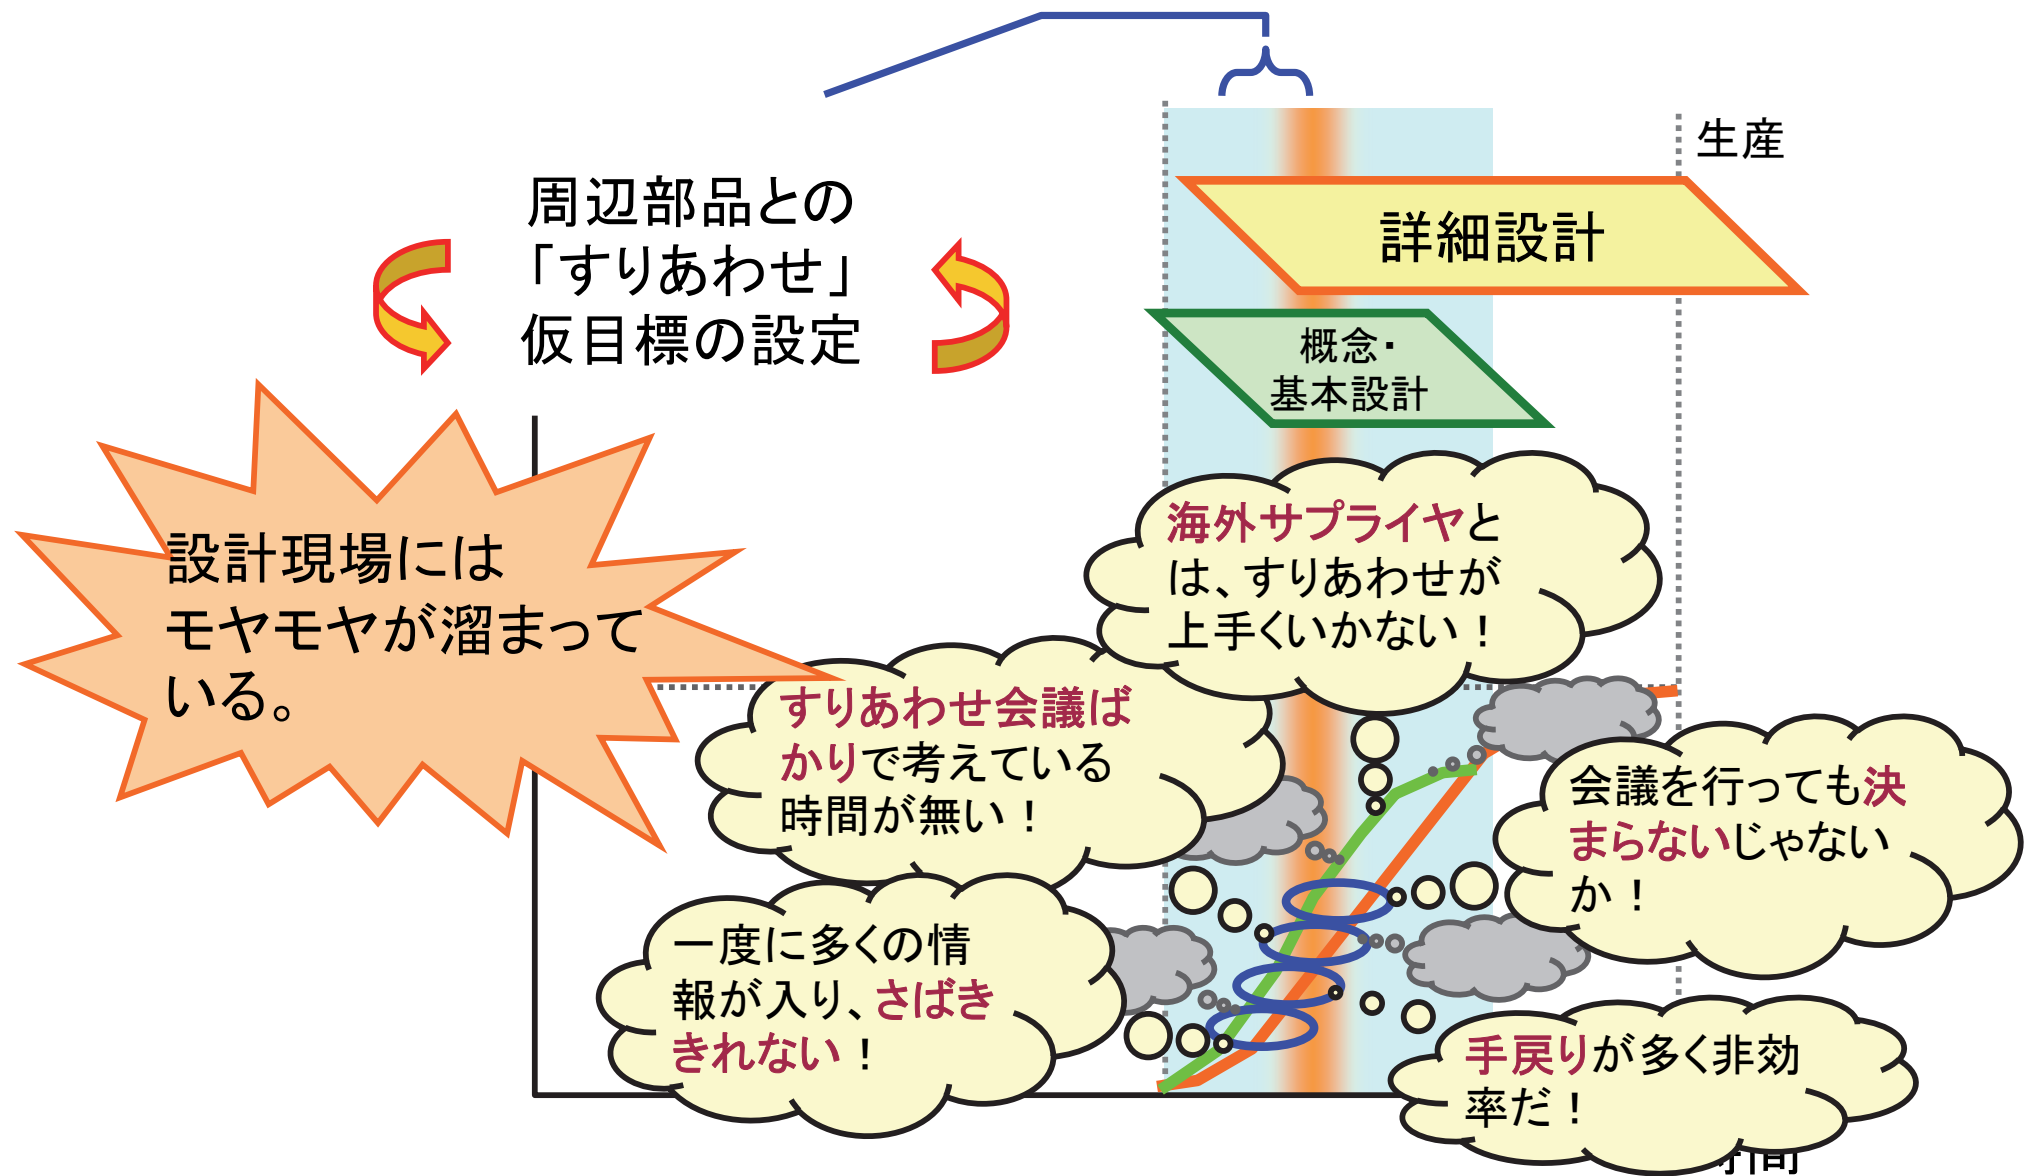 生産
周辺部品との
「すりあわせ」
仮目標の設定
詳細設計
概念・
基本設計
設計現場には
モヤモヤが溜まって
いる。
海外サプライヤと
は、すりあわせが
上手くいかない！
すりあわせ会議ば
かりで考えている
時間が無い！
会議を行っても決
まらないじゃない
か！
一度に多くの情
報が入り、さばき
きれない！
手戻りが多く非効
率だ！
時間